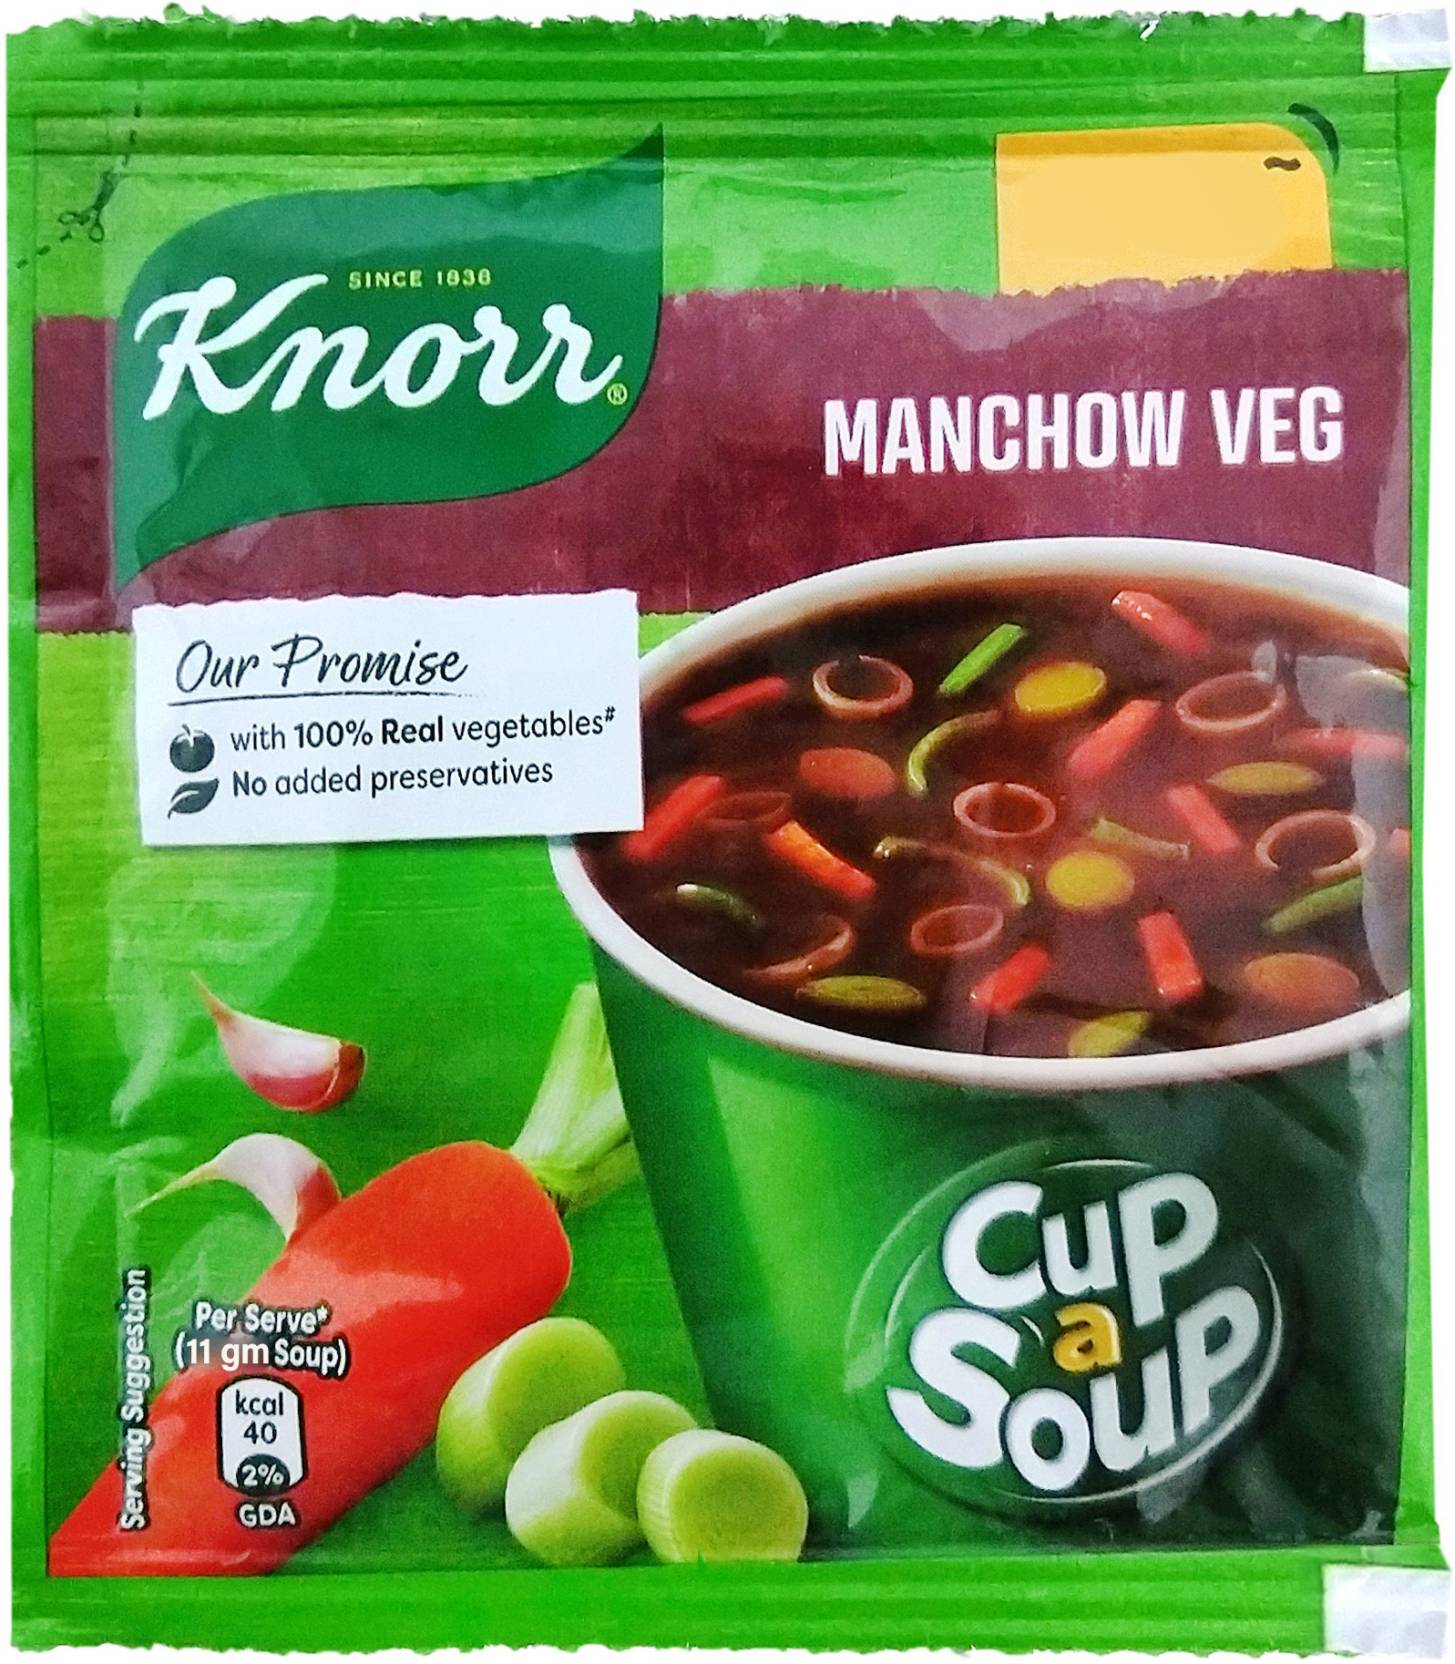 SINCE 1838
Knorr®
MANCHOW VEG
Our Promise
with 100% Real vegetables#
No added preservatives
Cup
a
Soup
Serving Suggestion
Per Serve*
(11 gm Soup)
kcal
40
2%
GDA